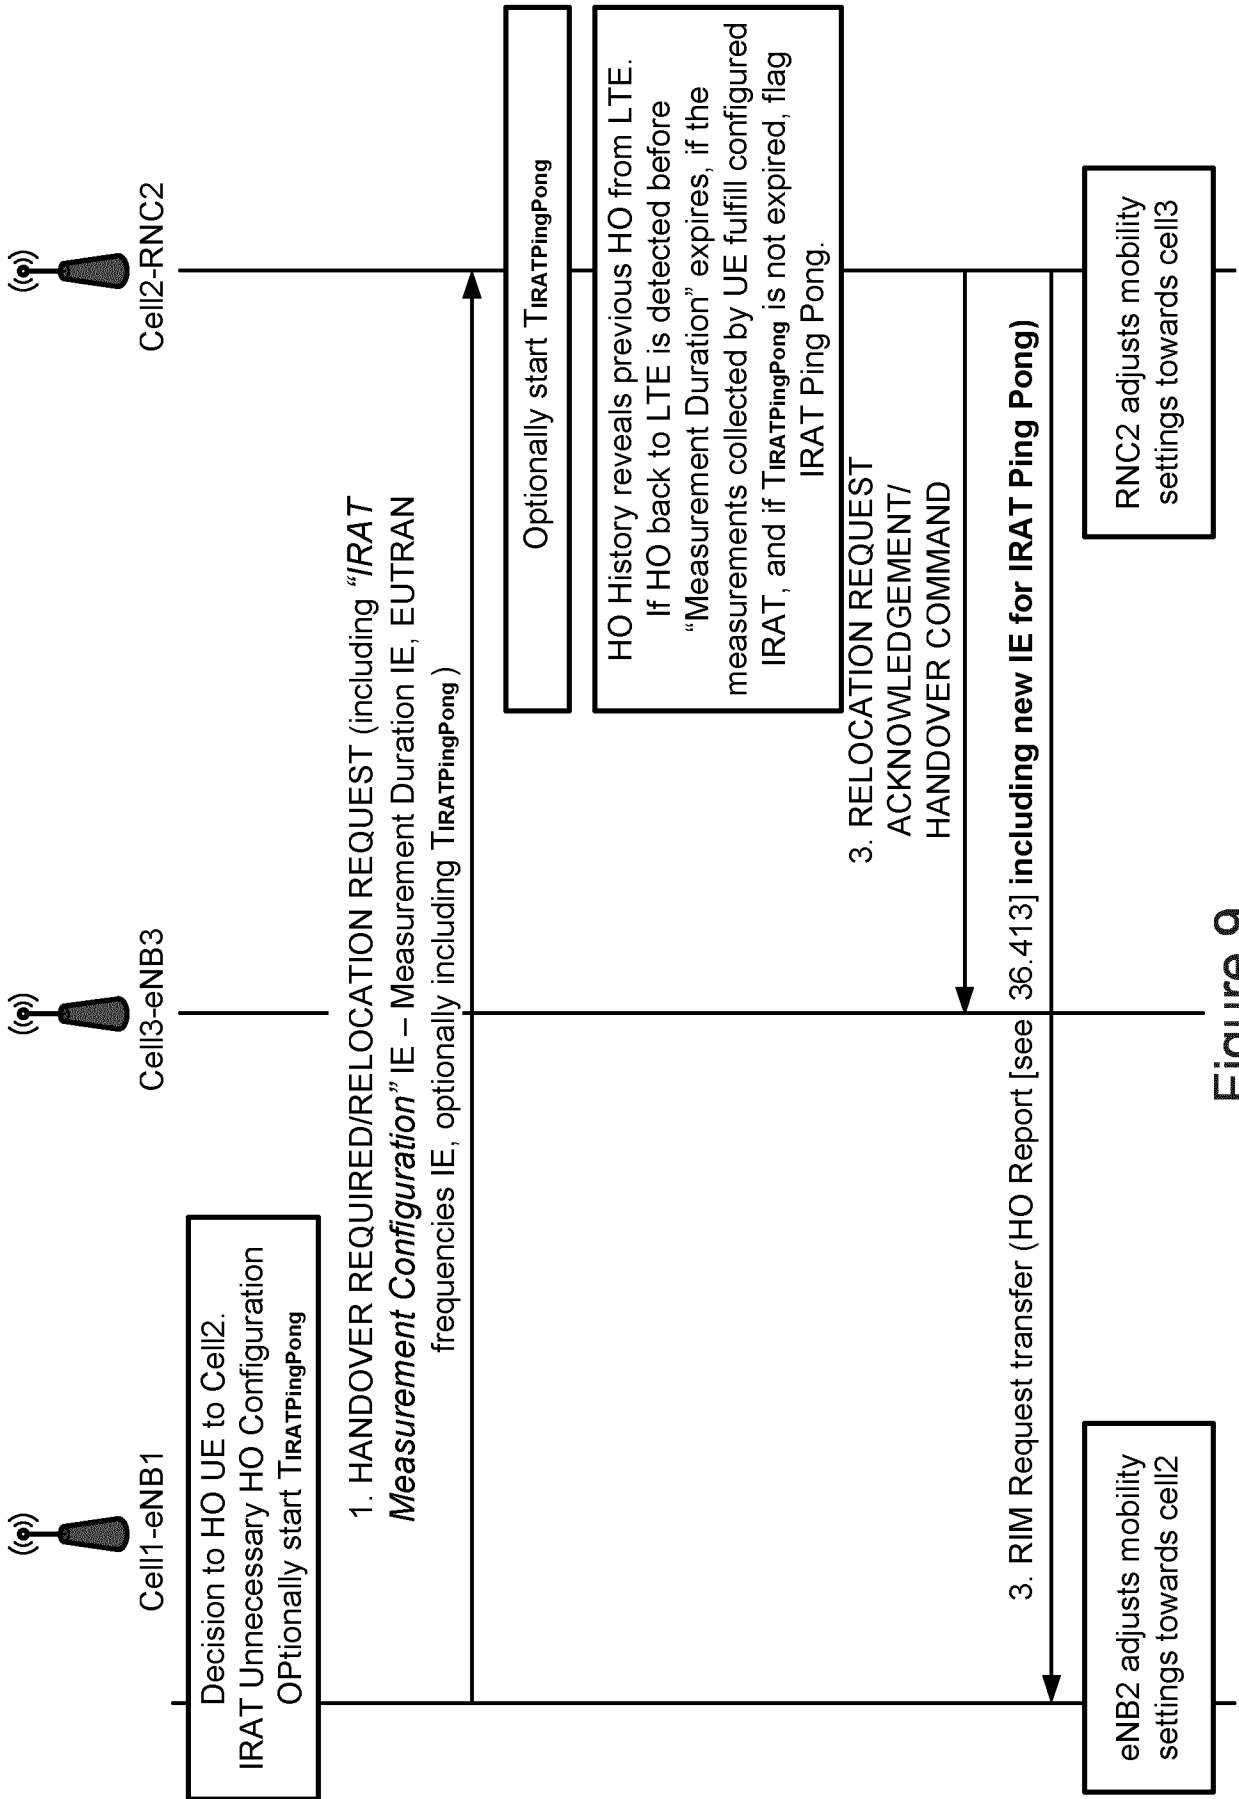 Cell1-eNB1
Cell3-eNB3
Cell2-RNC2
Decision to HO UE to Cell2.
IRAT Unnecessary HO Configuration
OPtionally start TIRATPingPong
1. HANDOVER REQUIRED/RELOCATION REQUEST (including "IRAT
Measurement Configuration" IE – Measurement Duration IE, EUTRAN
frequencies IE, optionally including TIRATPingPong )
Optionally start TIRATPingPong
HO History reveals previous HO from LTE.
If HO back to LTE is detected before
"Measurement Duration" expires, if the
measurements collected by UE fulfill configured
IRAT, and if TIRATPingPong is not expired, flag
IRAT Ping Pong.
3. RELOCATION REQUEST
ACKNOWLEDGEMENT/
HANDOVER COMMAND
3. RIM Request transfer (HO Report [see 36.413] including new IE for IRAT Ping Pong)
eNB2 adjusts mobility
settings towards cell2
RNC2 adjusts mobility
settings towards cell3
Figure 9